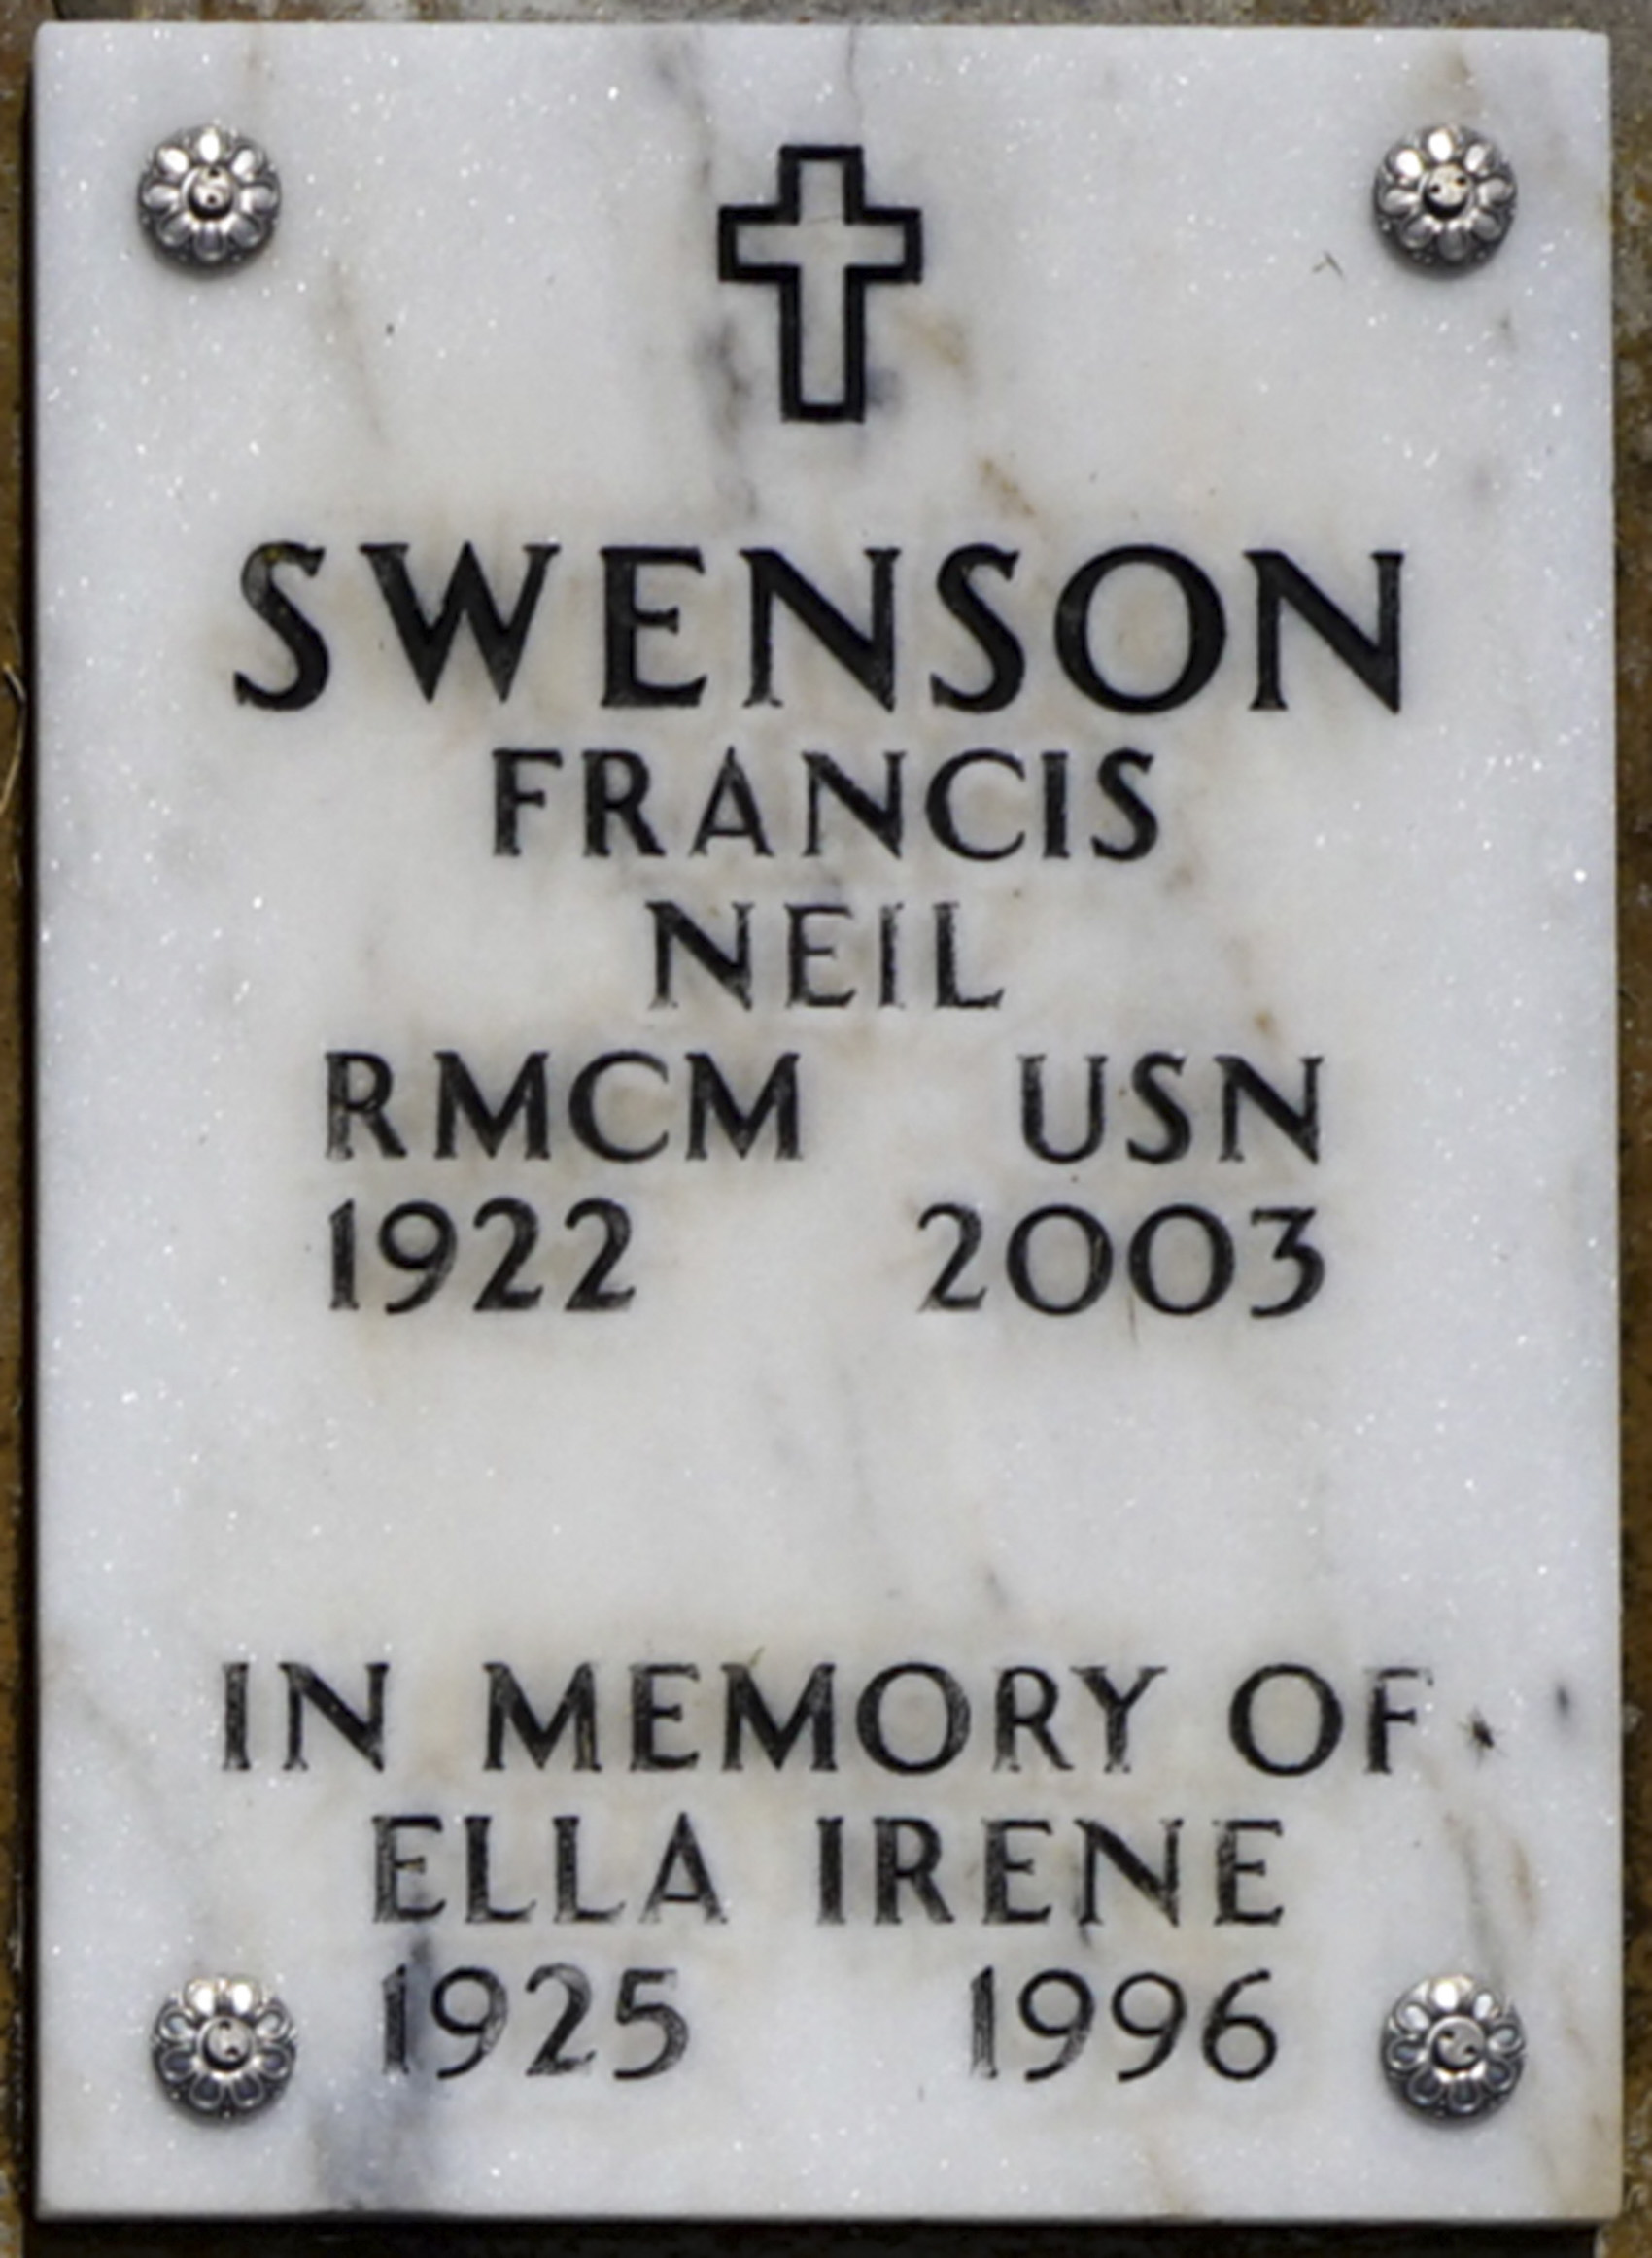 SWENSON
FRANCIS
NEIL
RMCM USN
1922 2003
IN MEMORY OF
ELLA IRENE
1925 1996